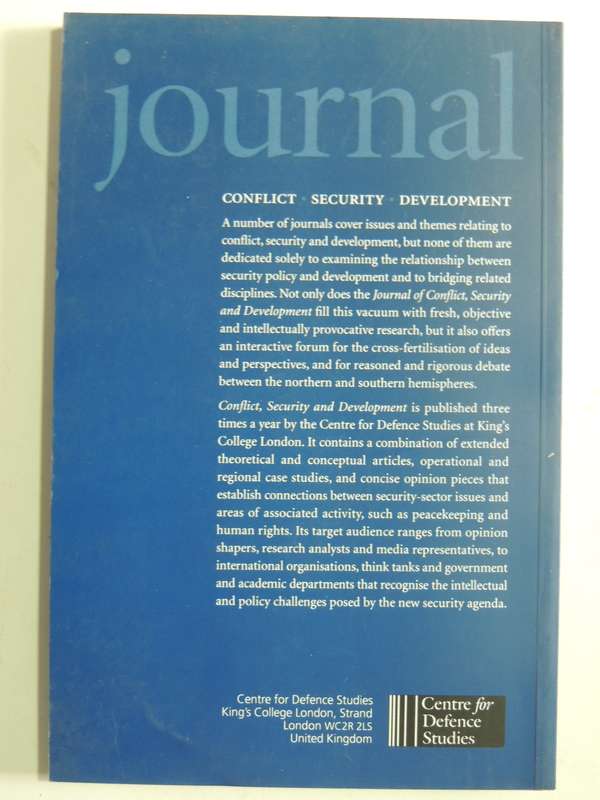 journal
CONFLICT · SECURITY · DEVELOPMENT
A number of journals cover issues and themes relating to
conflict, security and development, but none of them are
dedicated solely to examining the relationship between
security policy and development and to bridging related
disciplines. Not only does the Journal of Conflict, Security
and Development fill this vacuum with fresh, objective
and intellectually provocative research, but it also offers
an interactive forum for the cross-fertilisation of ideas
and perspectives, and for reasoned and rigorous debate
between the northern and southern hemispheres.
Conflict, Security and Development is published three
times a year by the Centre for Defence Studies at King's
College London. It contains a combination of extended
theoretical and conceptual articles, operational and
regional case studies, and concise opinion pieces that
establish connections between security-sector issues and
areas of associated activity, such as peacekeeping and
human rights. Its target audience ranges from opinion
shapers, research analysts and media representatives, to
international organisations, think tanks and government
and academic departments that recognise the intellectual
and policy challenges posed by the new security agenda.
Centre for Defence Studies
King's College London, Strand
London WC2R 2LS
United Kingdom
Centre for
Defence
Studies